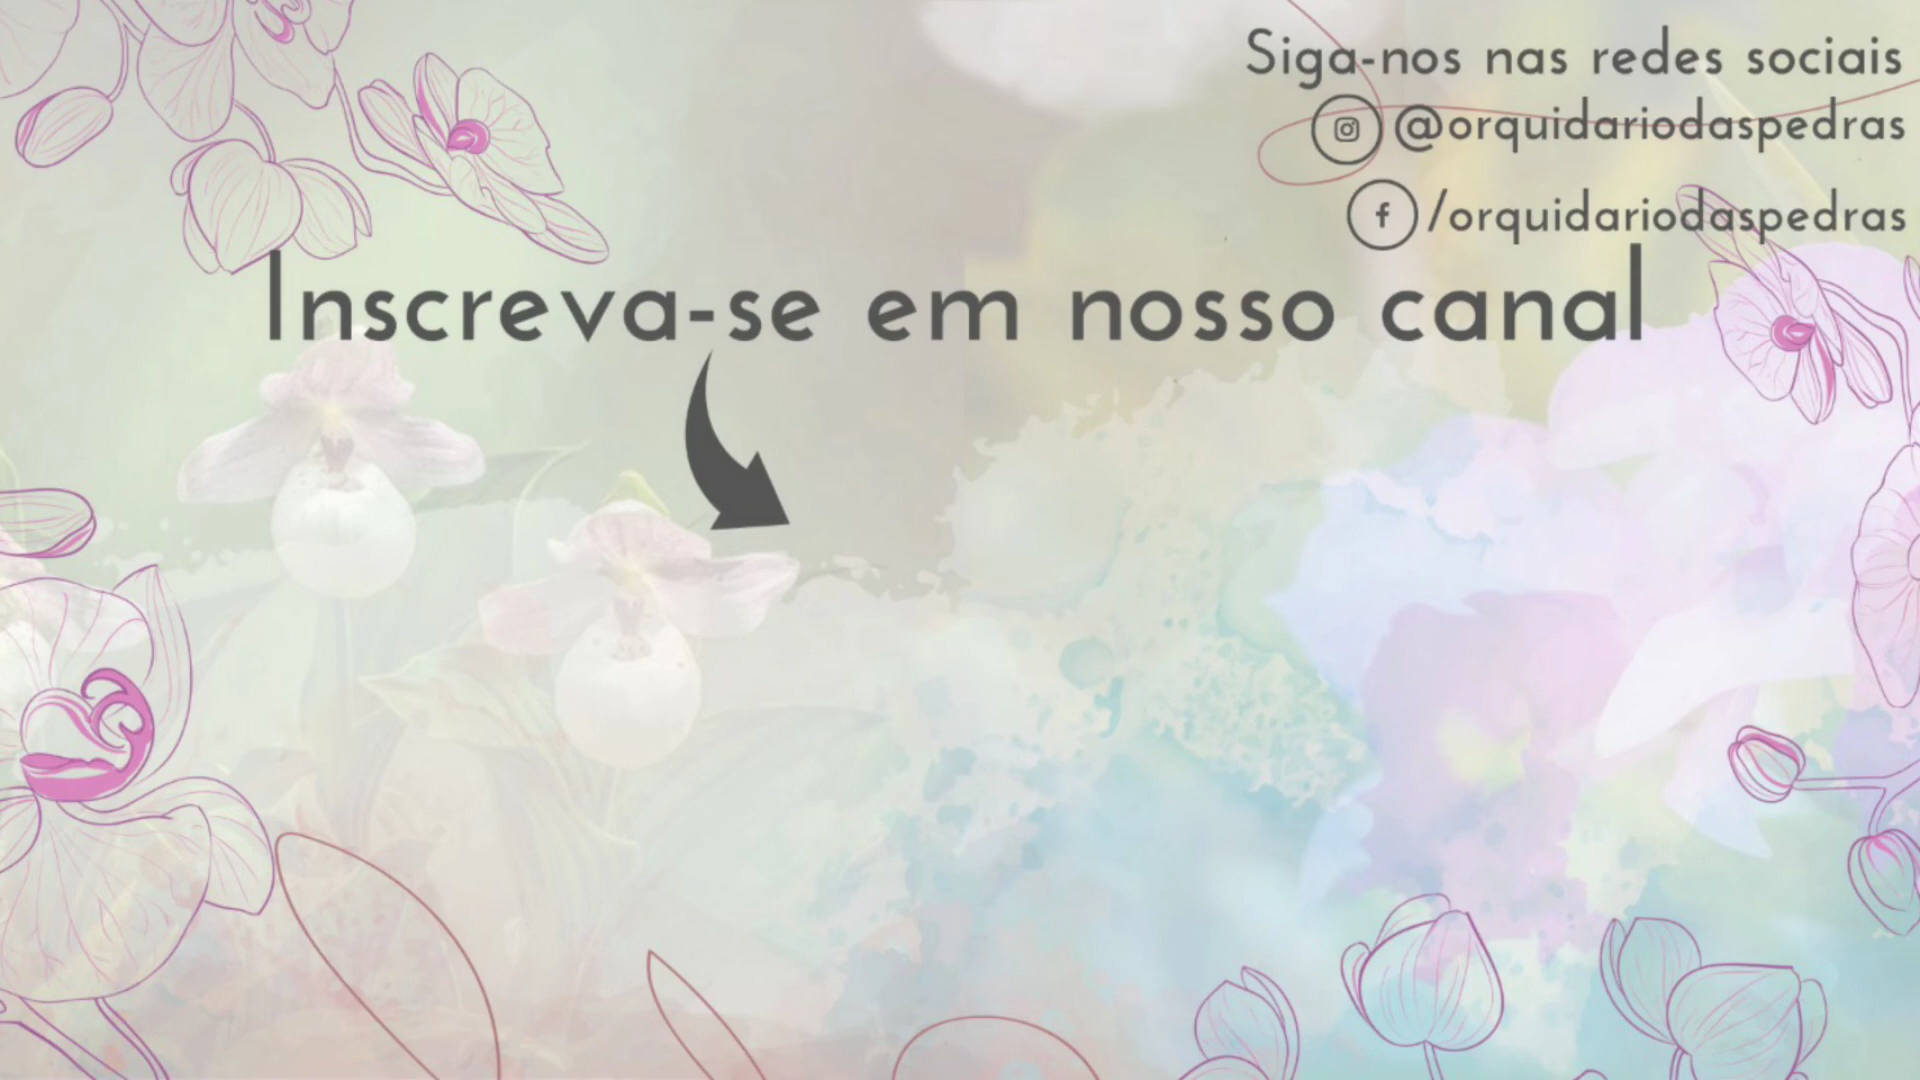 Siga-nos nas redes sociais
@orquidariodaspedras
/orquidariodaspedras
Inscreva-se em nosso canal